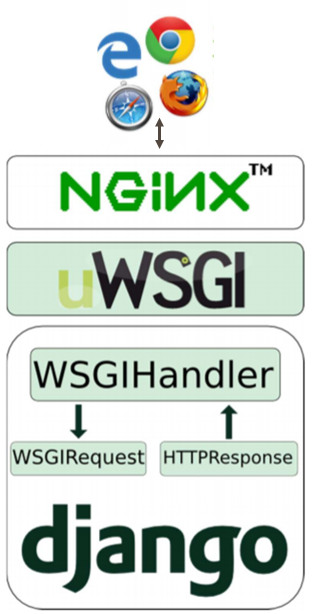 NGiNX™
uWSGI
WSGIHandler
WSGIRequest HTTPResponse
django